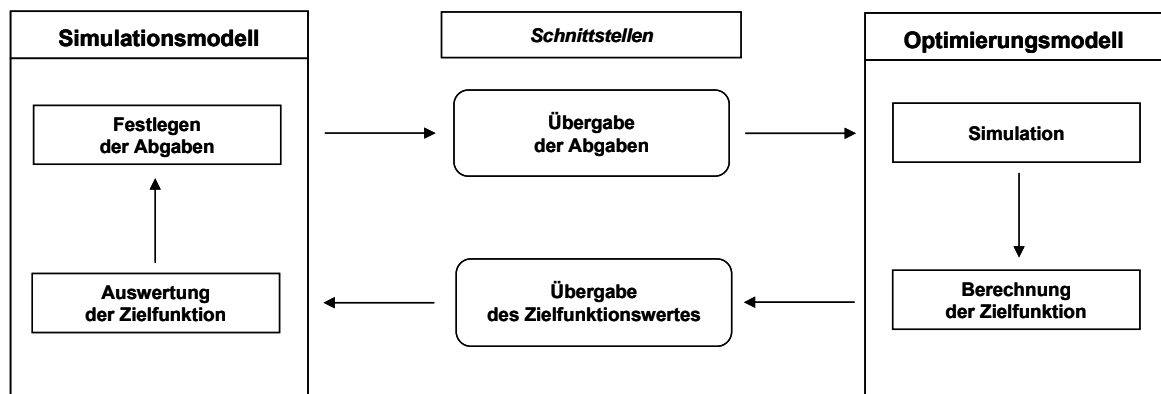 Simulationsmodell
Schnittstellen
Optimierungsmodell
Festlegen
der Abgaben
Übergabe
der Abgaben
Simulation
Auswertung
der Zielfunktion
Übergabe
des Zielfunktionswertes
Berechnung
der Zielfunktion